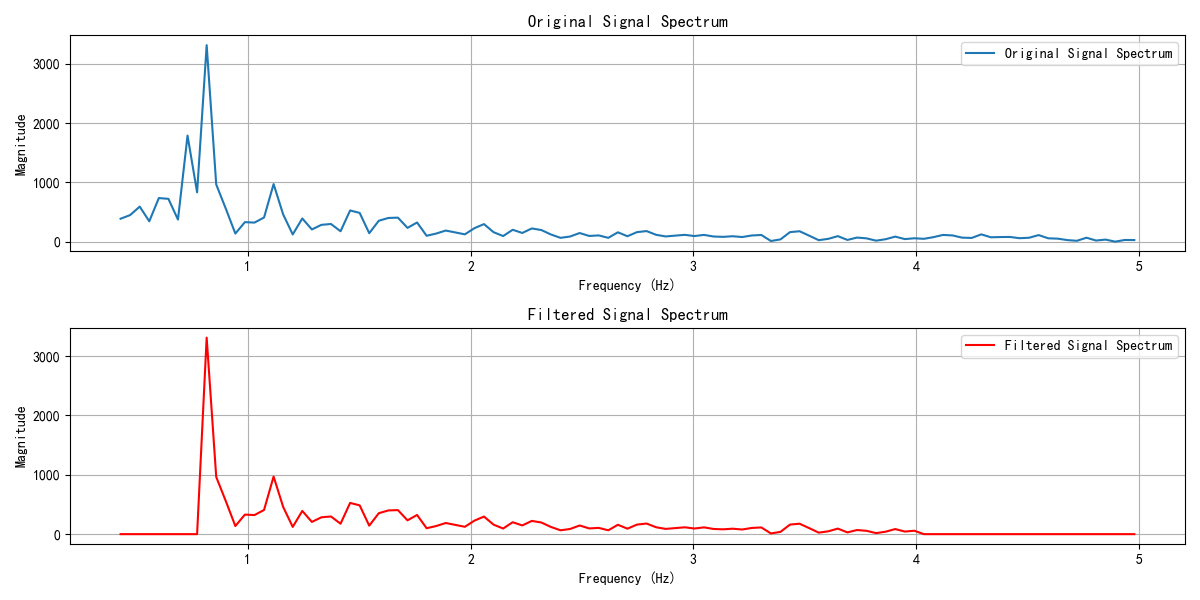 Original Signal Spectrum
Original Signal Spectrum
3000
2000
1000
0
Magnitude
1 2 3 4 5
Frequency (Hz)
Filtered Signal Spectrum
Filtered Signal Spectrum
3000
2000
1000
0
Magnitude
1 2 3 4 5
Frequency (Hz)